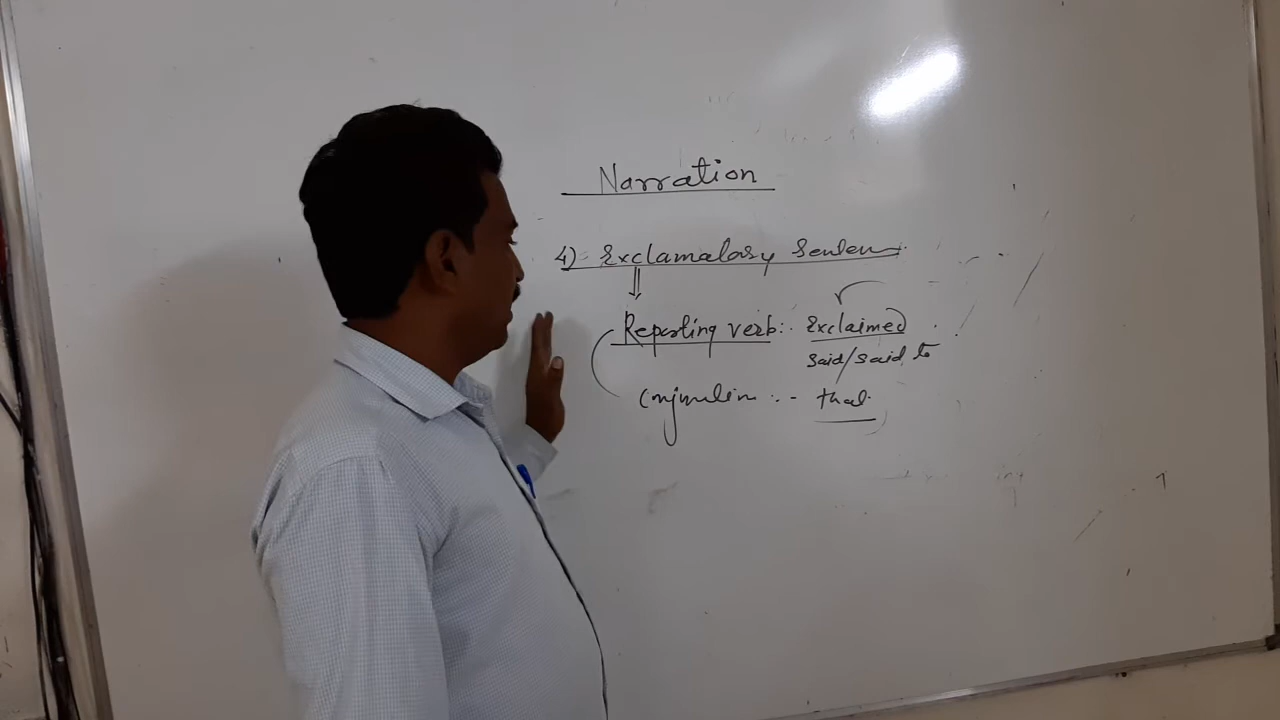 Narration
4) Exclamatory Sentence
Reporting verb:- Exclaimed
said/said to
Conjunction :- that